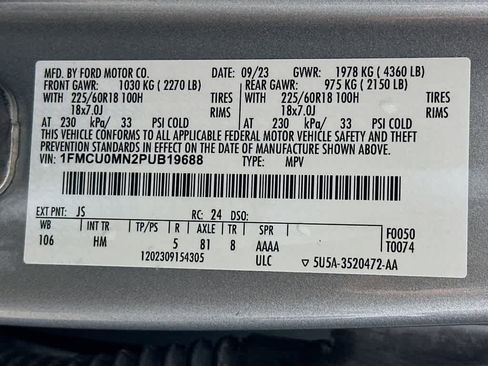 MFD. BY FORD MOTOR CO. 09/23 GVWR: 1978 KG ( 4360 LB)
FRONT GAWR: 1030 KG ( 2270 LB) REAR GAWR: 975 KG ( 2150 LB)
WITH 225/60R18 100H TIRES WITH 225/60R18 100H TIRES
18x7.0J RIMS 18x7.0J RIMS
AT 230 kPa/ 33 PSI COLD AT 230 kPa/ 33 PSI COLD
THIS VEHICLE CONFORMS TO ALL APPLICABLE FEDERAL MOTOR VEHICLE SAFETY AND
THEFT PREVENTION STANDARDS IN EFFECT ON THE DATE OF MANUFACTURE SHOWN ABOVE.
VIN: 1FMCU0MN2PUB19688 TYPE: MPV
EXT PNT: JS RC: 24 DSO:
WB INT TR TP/PS R AXLE TR SPR F0050
106 HM 5 81 8 AAAA T0074
1202309154305 ULC ▽ 5U5A-3520472-AA